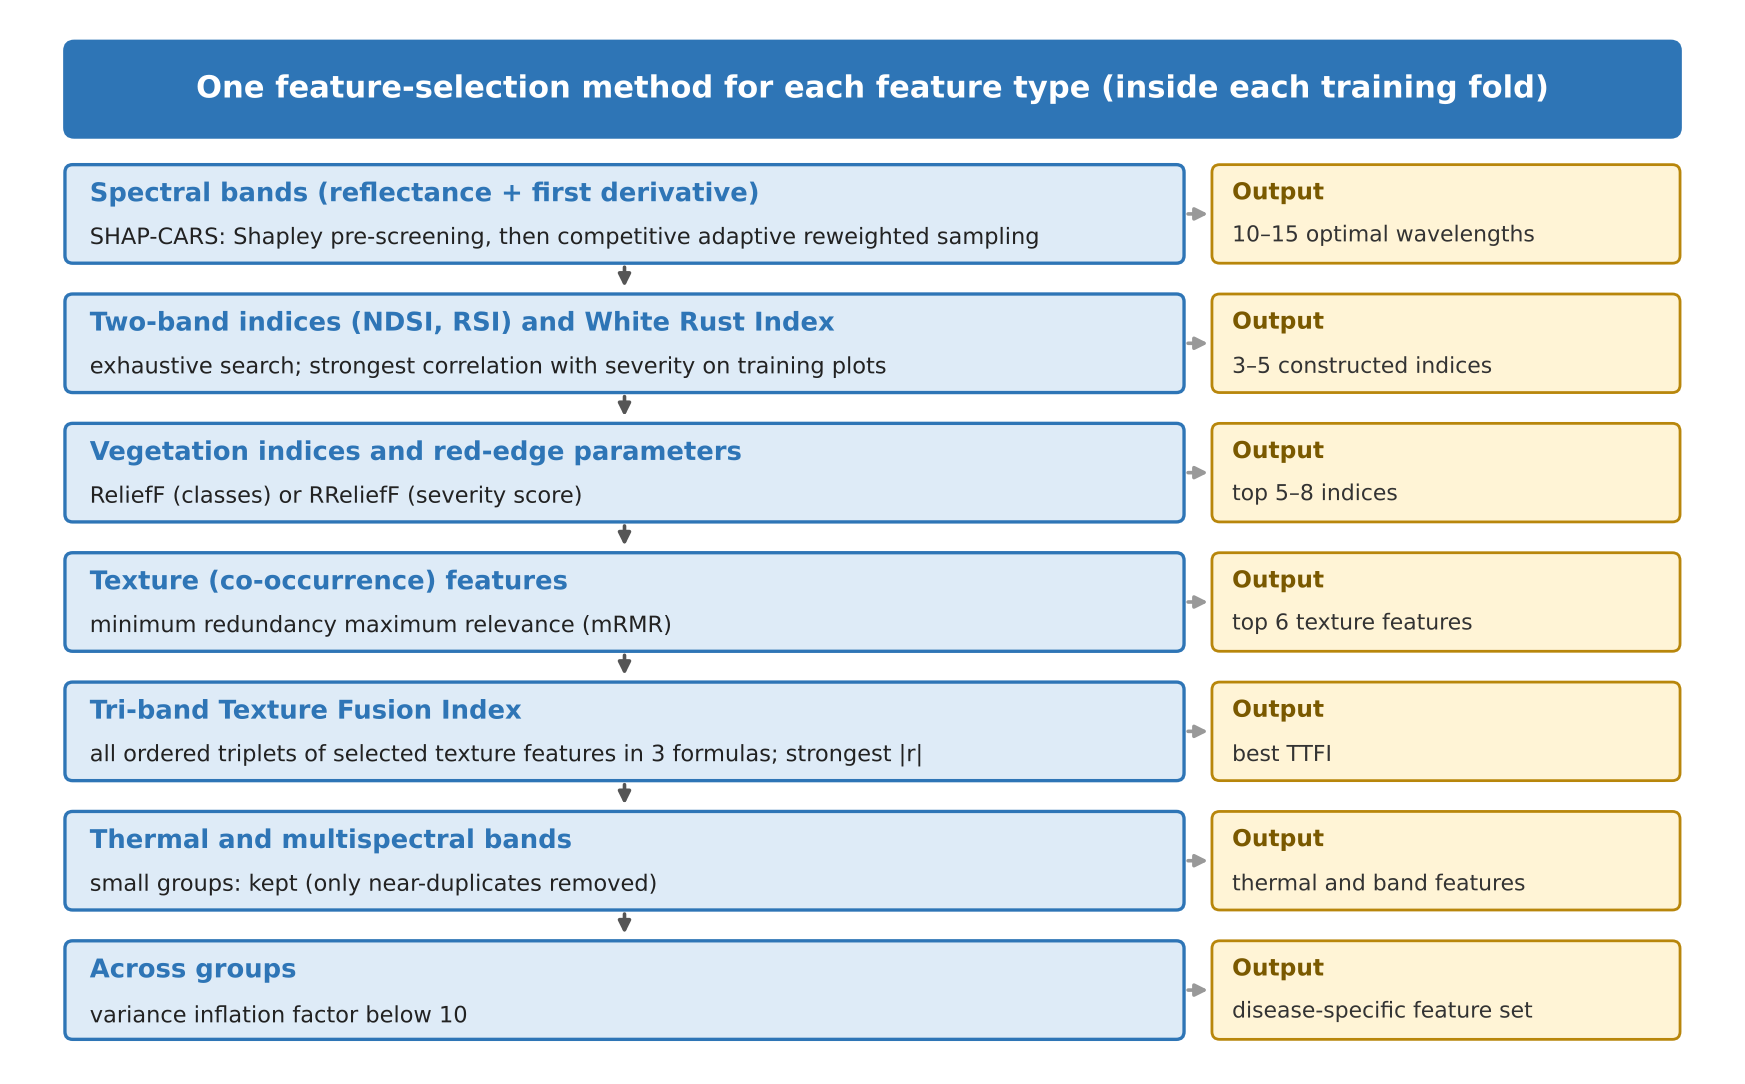 One feature-selection method for each feature type (inside each training fold)
Spectral bands (reflectance + first derivative)
SHAP-CARS: Shapley pre-screening, then competitive adaptive reweighted sampling
Output
10–15 optimal wavelengths
Two-band indices (NDSI, RSI) and White Rust Index
exhaustive search; strongest correlation with severity on training plots
Output
3–5 constructed indices
Vegetation indices and red-edge parameters
ReliefF (classes) or RReliefF (severity score)
Output
top 5–8 indices
Texture (co-occurrence) features
minimum redundancy maximum relevance (mRMR)
Output
top 6 texture features
Tri-band Texture Fusion Index
all ordered triplets of selected texture features in 3 formulas; strongest |r|
Output
best TTFI
Thermal and multispectral bands
small groups: kept (only near-duplicates removed)
Output
thermal and band features
Across groups
variance inflation factor below 10
Output
disease-specific feature set